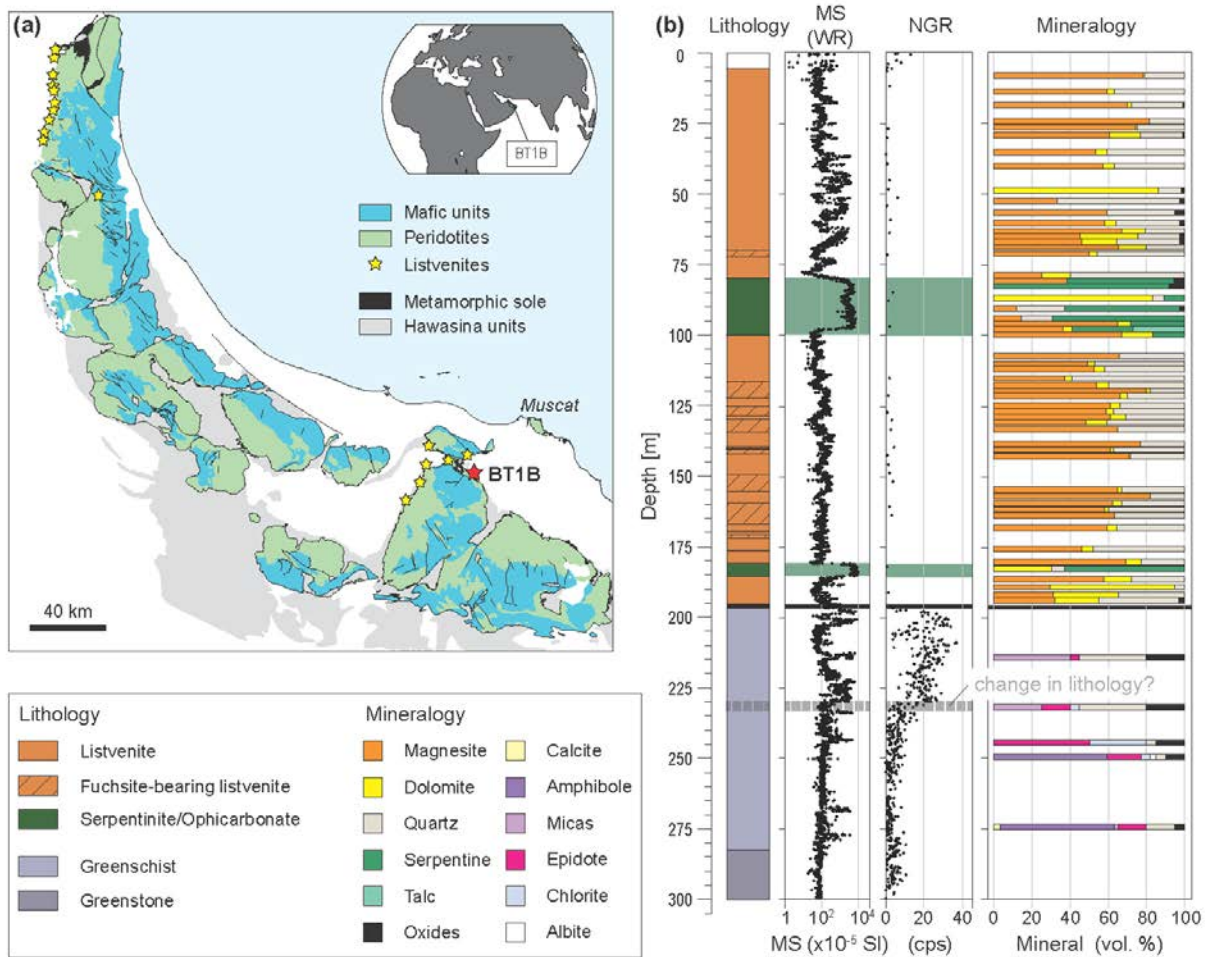 (a)
BT1B
Mafic units
Peridotites
Listvenites
Metamorphic sole
Hawasina units
Muscat
BT1B
40 km
Lithology
Listvenite
Fuchsite-bearing listvenite
Serpentinite/Ophicarbonate
Greenschist
Greenstone
Mineralogy
Magnesite
Dolomite
Quartz
Serpentine
Talc
Oxides
Calcite
Amphibole
Micas
Epidote
Chlorite
Albite
(b)
Lithology
MS
(WR)
NGR
Mineralogy
Depth [m]
0
25
50
75
100
125
150
175
200
225
250
275
300
change in lithology?
1 10² 10⁴
MS (x10⁻⁵ SI)
0 20 40
(cps)
0 20 40 60 80 100
Mineral (vol. %)